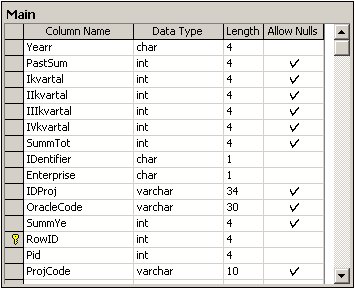 Main
Column Name Data Type Length Allow Nulls
Yearr char 4
PastSum int 4
Ikvartal int 4
IIkvartal int 4
IIIkvartal int 4
IVkvartal int 4
SummTot int 4
IDentifier char 1
Enterprise char 1
IDProj varchar 34
OracleCode varchar 30
SummYe int 4
RowID int 4
Pid int 4
ProjCode varchar 10